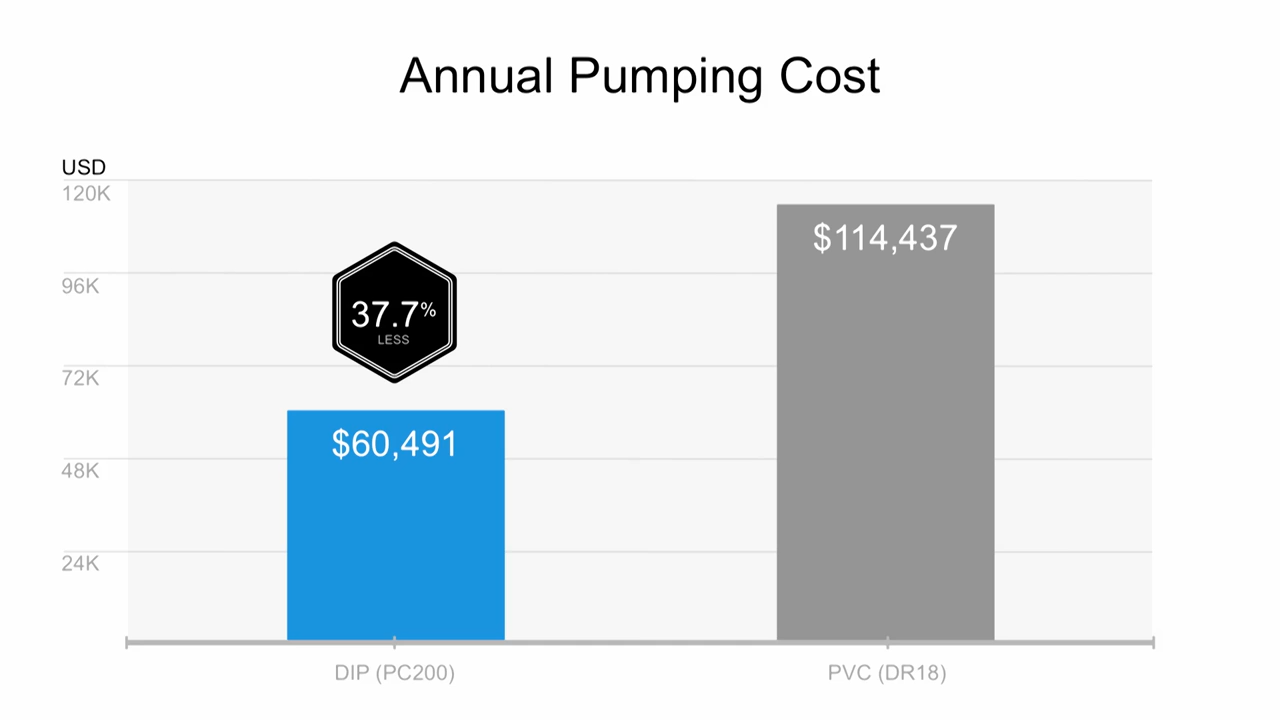 Annual Pumping Cost
USD
120K
96K
72K
48K
24K
37.7%
LESS
$60,491
$114,437
DIP (PC200)
PVC (DR18)